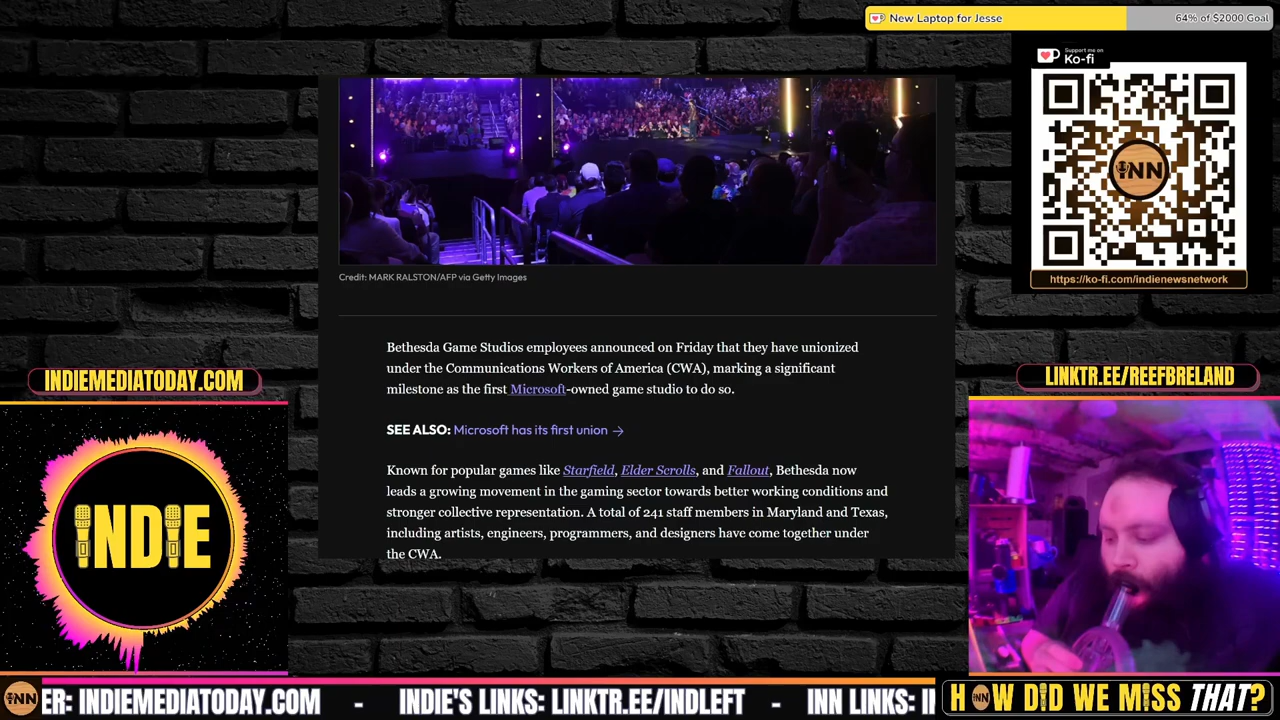 New Laptop for Jesse
64% of $2000 Goal
Support me on
Ko-fi
INN
https://ko-fi.com/indienewsnetwork
Credit: MARK RALSTON/AFP via Getty Images
Bethesda Game Studios employees announced on Friday that they have unionized
under the Communications Workers of America (CWA), marking a significant
milestone as the first Microsoft-owned game studio to do so.
SEE ALSO: Microsoft has its first union →
Known for popular games like Starfield, Elder Scrolls, and Fallout, Bethesda now
leads a growing movement in the gaming sector towards better working conditions and
stronger collective representation. A total of 241 staff members in Maryland and Texas,
including artists, engineers, programmers, and designers have come together under
the CWA.
INDIEMEDIATODAY.COM
INDIE
LINKTR.EE/REEFBRELAND
INN
ER: INDIEMEDIATODAY.COM - INDIE'S LINKS: LINKTR.EE/INDLEFT - INN LINKS:
HOW DID WE MISS THAT?